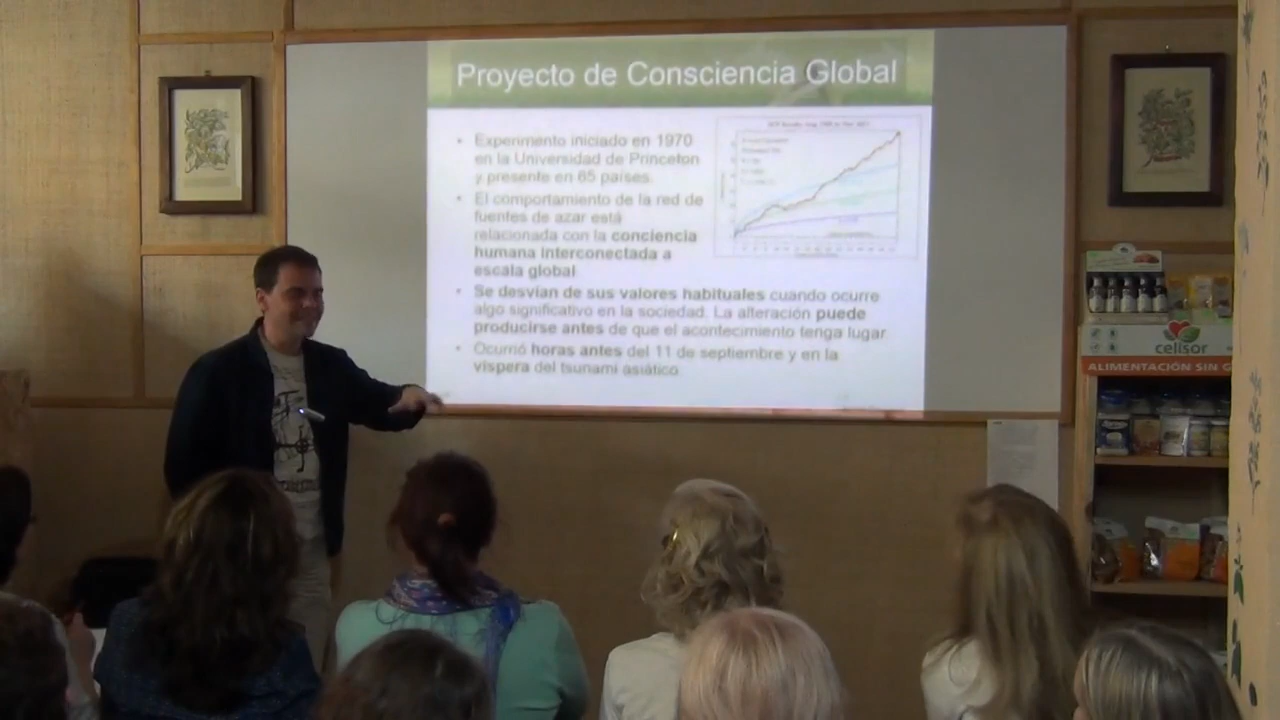 Proyecto de Consciencia Global
• Experimento iniciado en 1970
en la Universidad de Princeton
y presente en 65 países.
• El comportamiento de la red de
fuentes de azar está
relacionada con la conciencia
humana interconectada a
escala global
• Se desvían de sus valores habituales cuando ocurre
algo significativo en la sociedad. La alteración puede
producirse antes de que el acontecimiento tenga lugar
• Ocurrió horas antes del 11 de septiembre y en la
víspera del tsunami asiático
celisor
ALIMENTACIÓN SIN G